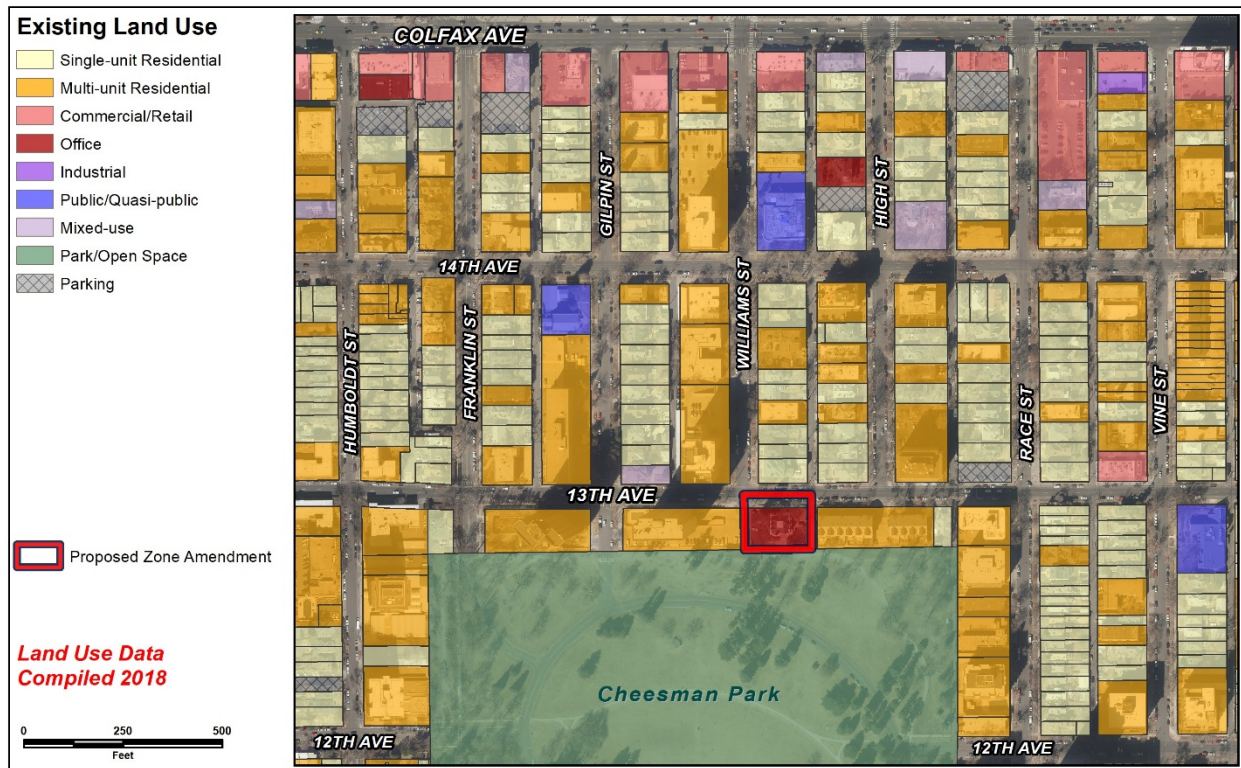 Existing Land Use
Single-unit Residential
Multi-unit Residential
Commercial/Retail
Office
Industrial
Public/Quasi-public
Mixed-use
Park/Open Space
Parking
Proposed Zone Amendment
Land Use Data
Compiled 2018
0 250 500
Feet
COLFAX AVE
GILPIN ST
HIGH ST
14TH AVE
HUMBOLDT ST
FRANKLIN ST
WILLIAMS ST
RACE ST
VINE ST
13TH AVE
Cheesman Park
12TH AVE
12TH AVE